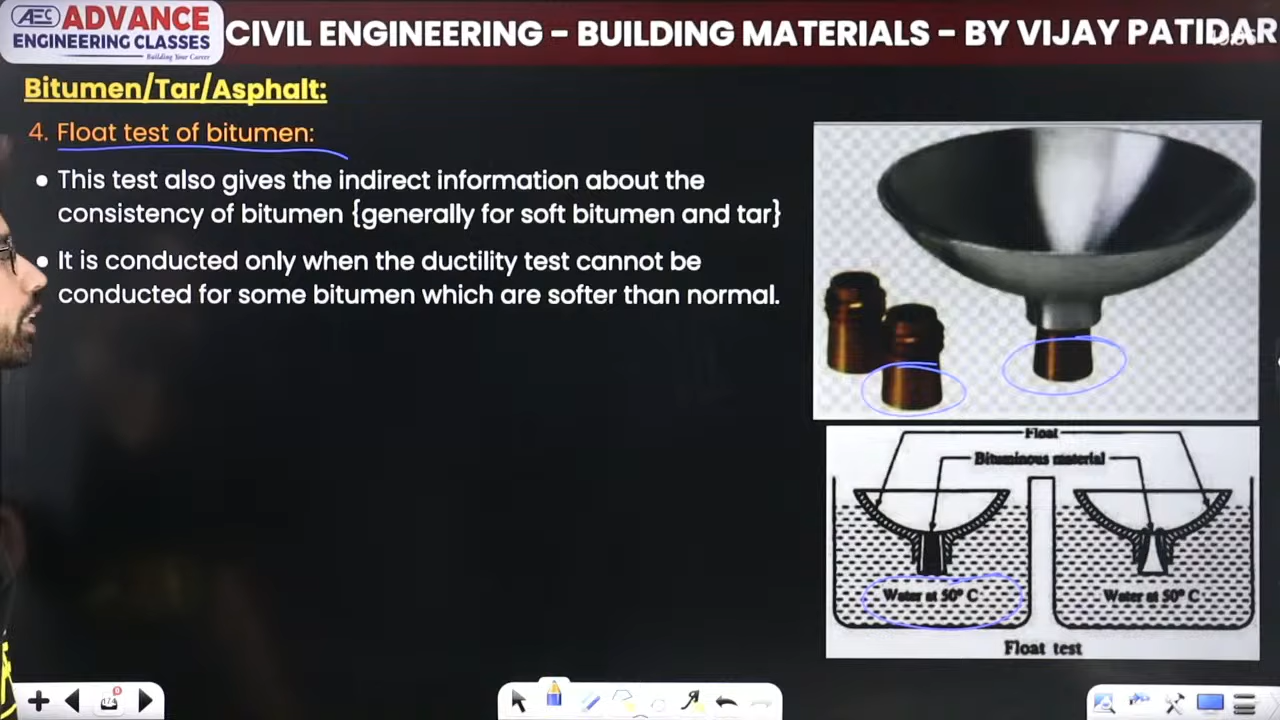 AEC ADVANCE
ENGINEERING CLASSES
Building Your Career
CIVIL ENGINEERING – BUILDING MATERIALS – BY VIJAY PATIDAR
Bitumen/Tar/Asphalt:
4. Float test of bitumen:
• This test also gives the indirect information about the
consistency of bitumen {generally for soft bitumen and tar}
• It is conducted only when the ductility test cannot be
conducted for some bitumen which are softer than normal.
Float
Bituminous material
Water at 50° C
Water at 50° C
Float test
174